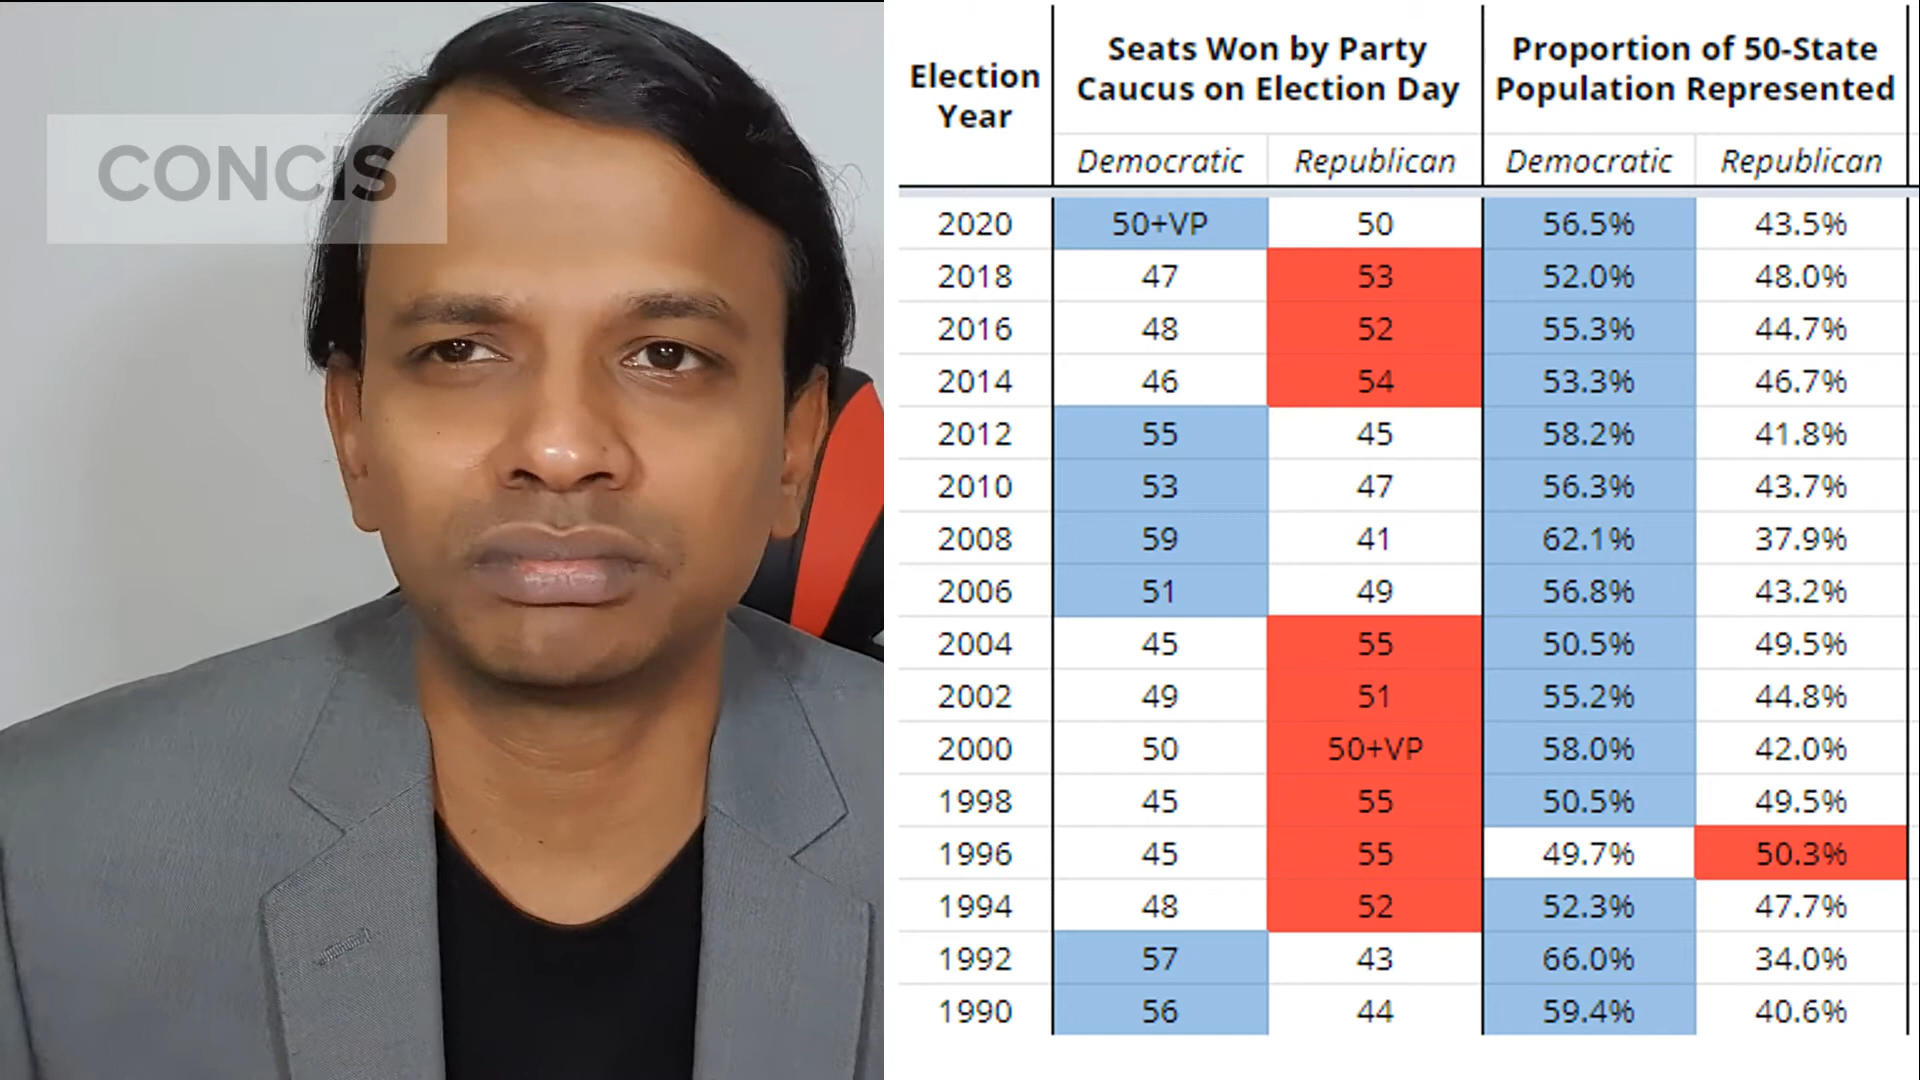 CONCIS
Election Year
Seats Won by Party Caucus on Election Day
Proportion of 50-State Population Represented
Democratic Republican Democratic Republican
2020 50+VP 50 56.5% 43.5%
2018 47 53 52.0% 48.0%
2016 48 52 55.3% 44.7%
2014 46 54 53.3% 46.7%
2012 55 45 58.2% 41.8%
2010 53 47 56.3% 43.7%
2008 59 41 62.1% 37.9%
2006 51 49 56.8% 43.2%
2004 45 55 50.5% 49.5%
2002 49 51 55.2% 44.8%
2000 50 50+VP 58.0% 42.0%
1998 45 55 50.5% 49.5%
1996 45 55 49.7% 50.3%
1994 48 52 52.3% 47.7%
1992 57 43 66.0% 34.0%
1990 56 44 59.4% 40.6%